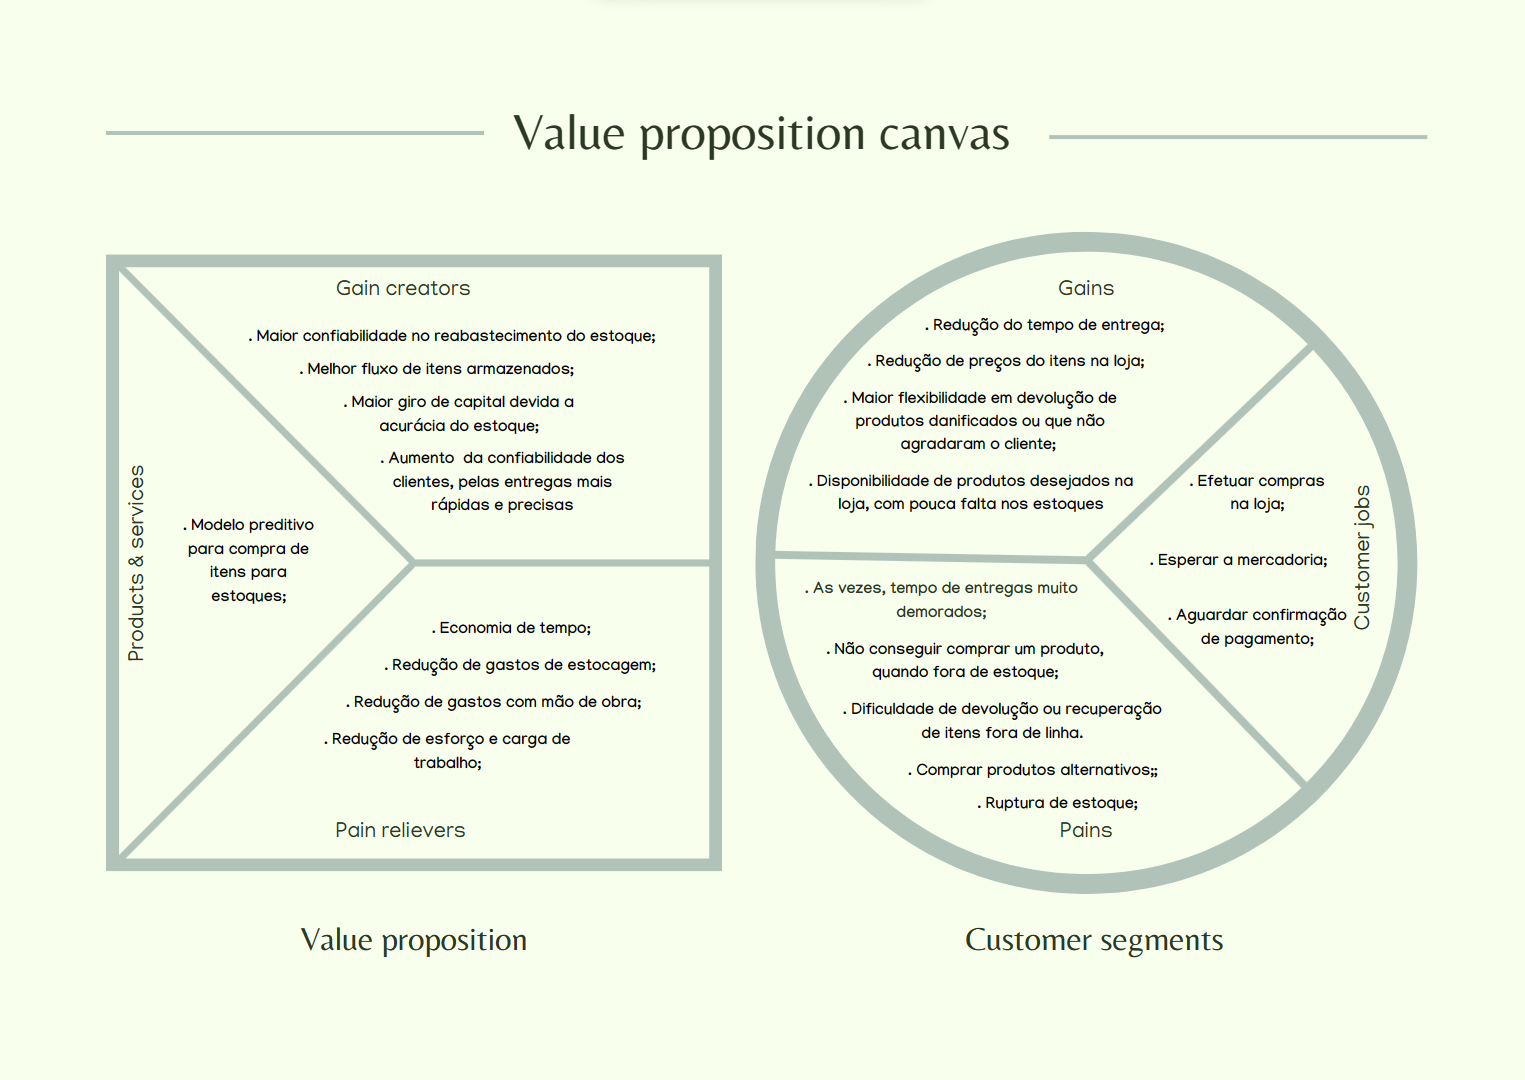 Value proposition canvas
Gain creators
. Maior confiabilidade no reabastecimento do estoque;
. Melhor fluxo de itens armazenados;
. Maior giro de capital devida a
acurácia do estoque;
. Aumento  da confiabilidade dos
clientes, pelas entregas mais
rápidas e precisas
Products & services
. Modelo preditivo
para compra de
itens para
estoques;
. Economia de tempo;
. Redução de gastos de estocagem;
. Redução de gastos com mão de obra;
. Redução de esforço e carga de
trabalho;
Pain relievers
Value proposition
Gains
. Redução do tempo de entrega;
. Redução de preços do itens na loja;
. Maior flexibilidade em devolução de
produtos danificados ou que não
agradaram o cliente;
. Disponibilidade de produtos desejados na
loja, com pouca falta nos estoques
. Efetuar compras
na loja;
. Esperar a mercadoria;
. Aguardar confirmação
de pagamento;
Customer jobs
. As vezes, tempo de entregas muito
demorados;
. Não conseguir comprar um produto,
quando fora de estoque;
. Dificuldade de devolução ou recuperação
de itens fora de linha.
. Comprar produtos alternativos;;
. Ruptura de estoque;
Pains
Customer segments